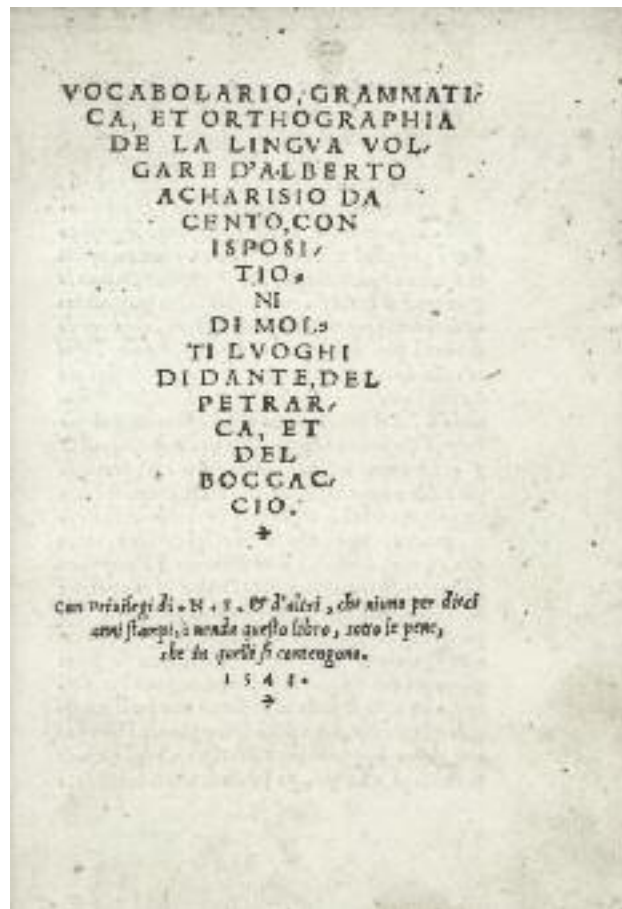 VOCABOLARIO, GRAMMATI-
CA, ET ORTHOGRAPHIA
DE LA LINGVA VOL-
GARE D'ALBERTO
ACHARISIO DA
CENTO, CON
ISPOSI-
TIO-
NI
DI MOL-
TI LVOGHI
DI DANTE, DEL
PETRAR-
CA, ET
DEL
BOCCAC-
CIO.
Con Priuilegi di . N . S . & d'altri, che niuno per dieci
anni stampi, ò uenda questo libro, sotto le pene,
che in quelli si contengono.